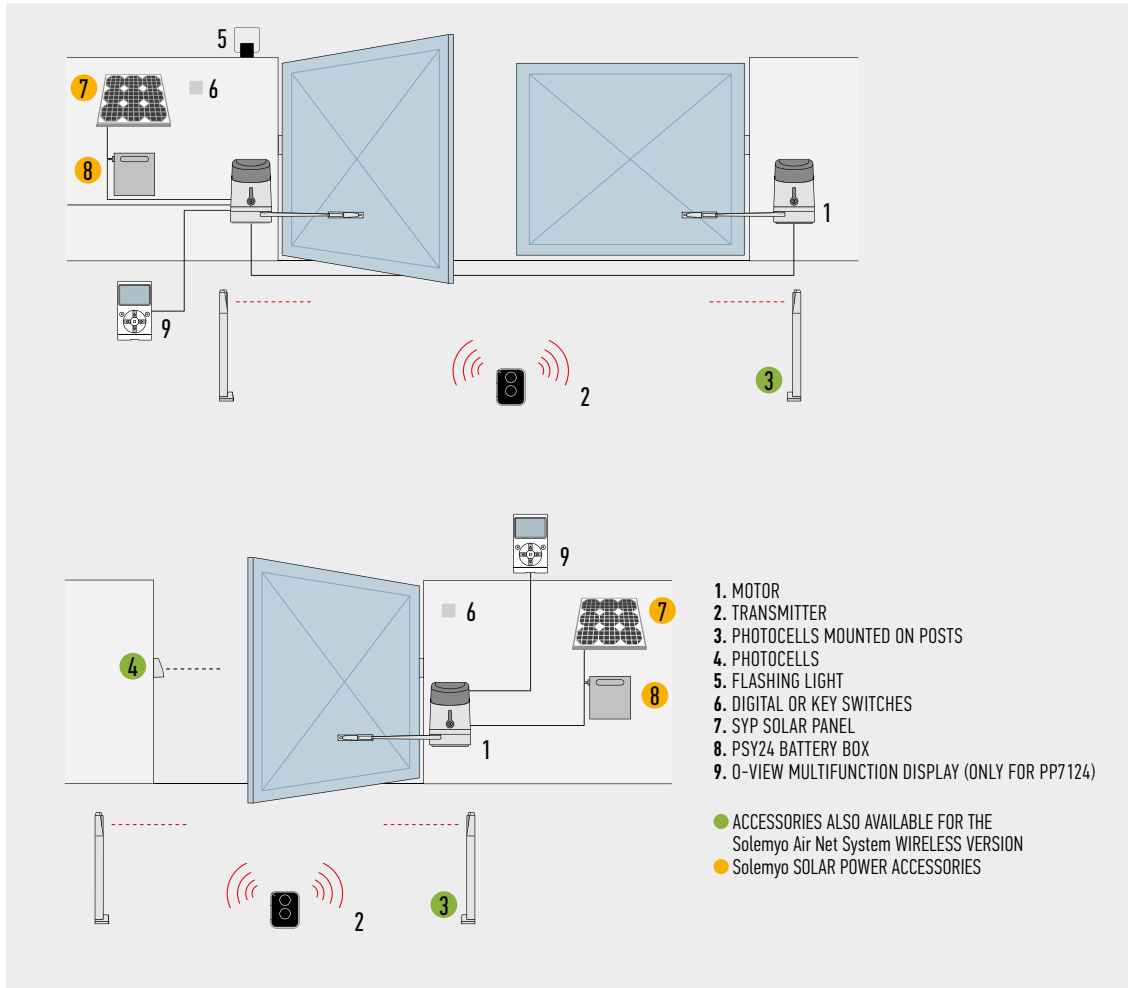 5
7
6
8
1
9
3
2
9
6
7
4
8
1
3
2
1. MOTOR
2. TRANSMITTER
3. PHOTOCELLS MOUNTED ON POSTS
4. PHOTOCELLS
5. FLASHING LIGHT
6. DIGITAL OR KEY SWITCHES
7. SYP SOLAR PANEL
8. PSY24 BATTERY BOX
9. O-VIEW MULTIFUNCTION DISPLAY (ONLY FOR PP7124)
ACCESSORIES ALSO AVAILABLE FOR THE
Solemyo Air Net System WIRELESS VERSION
Solemyo SOLAR POWER ACCESSORIES